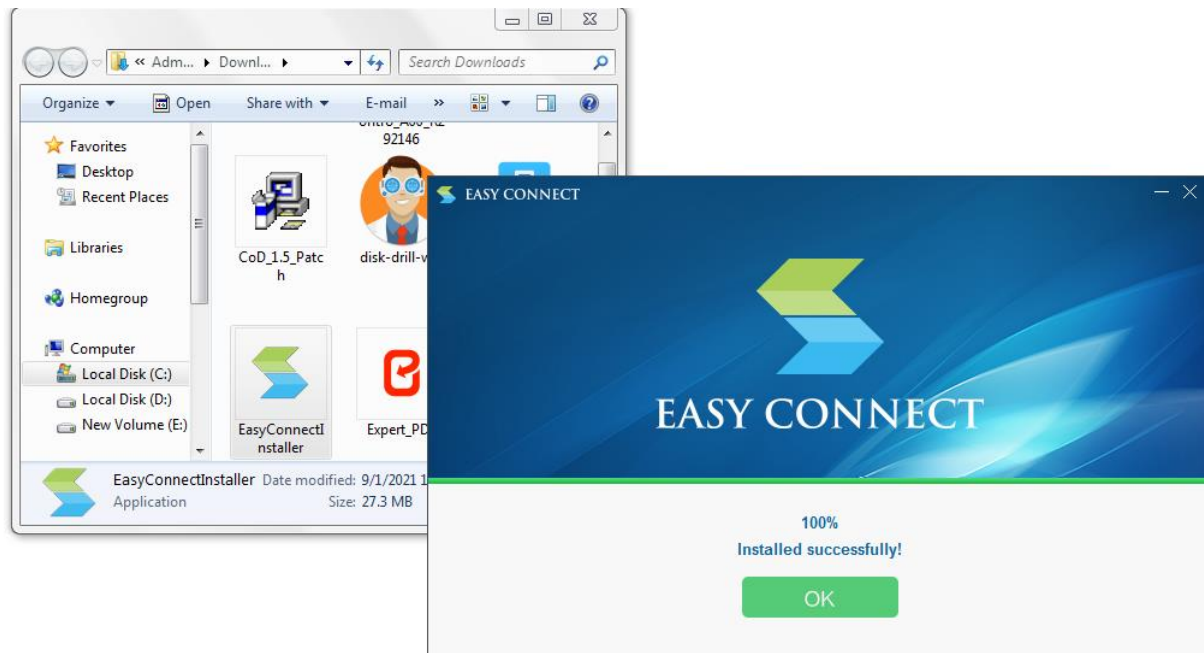 « Adm... ▸ Downl... ▸
Search Downloads
Organize
Open
Share with
E-mail
»
Favorites
Desktop
Recent Places
Libraries
Homegroup
Computer
Local Disk (C:)
Local Disk (D:)
New Volume (E:)
92146
CoD_1.5_Patc
h
disk-drill-w
EasyConnectI
nstaller
Expert_PD
EasyConnectInstaller Date modified: 9/1/2021 1
Application Size: 27.3 MB
EASY CONNECT
EASY CONNECT
100%
Installed successfully!
OK